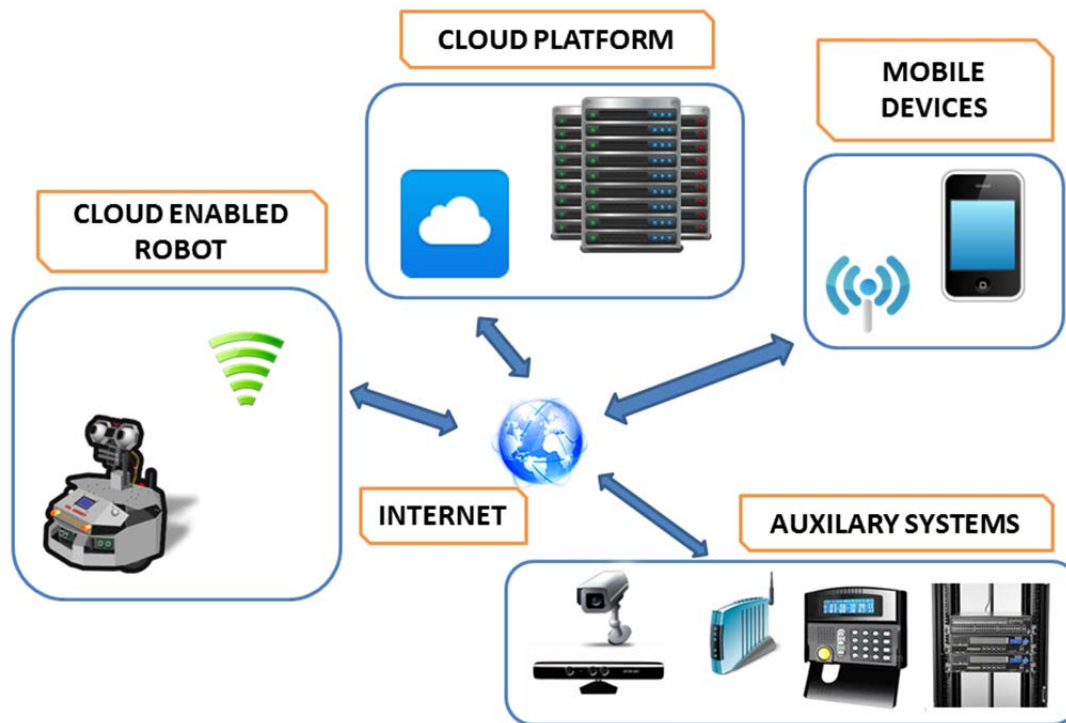 CLOUD PLATFORM
MOBILE
DEVICES
CLOUD ENABLED
ROBOT
INTERNET
AUXILARY SYSTEMS